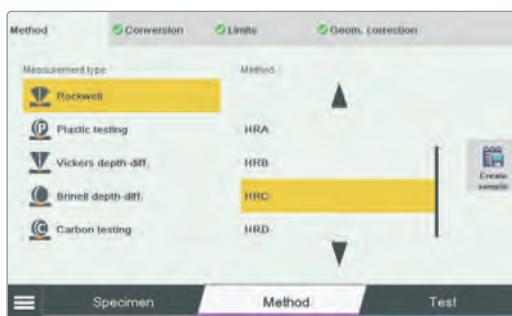 Method Conversion Limits Geom. correction
Measurement type Method
Rockwell
Plastic testing HRA
Vickers depth-diff. HRB
Brinell depth-diff. HRC
Carbon testing HRD
Create
sample
Specimen Method Test